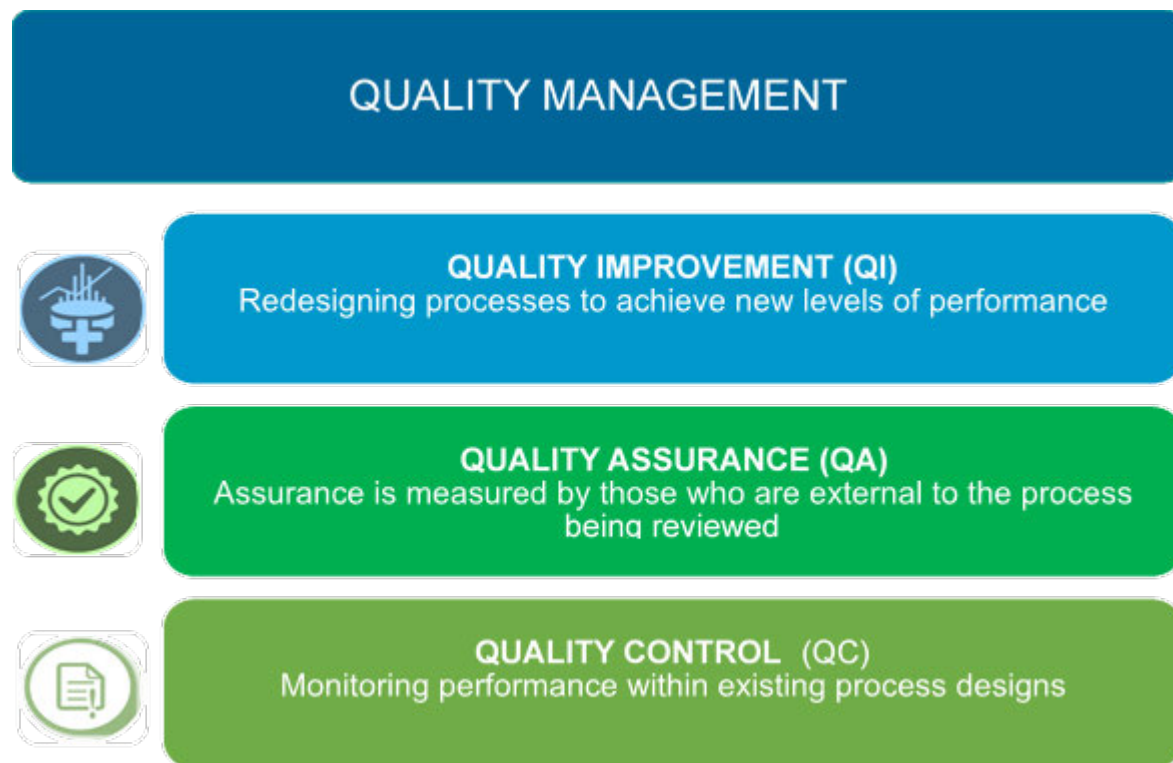 QUALITY MANAGEMENT
QUALITY IMPROVEMENT (QI)
Redesigning processes to achieve new levels of performance
QUALITY ASSURANCE (QA)
Assurance is measured by those who are external to the process
being reviewed
QUALITY CONTROL (QC)
Monitoring performance within existing process designs